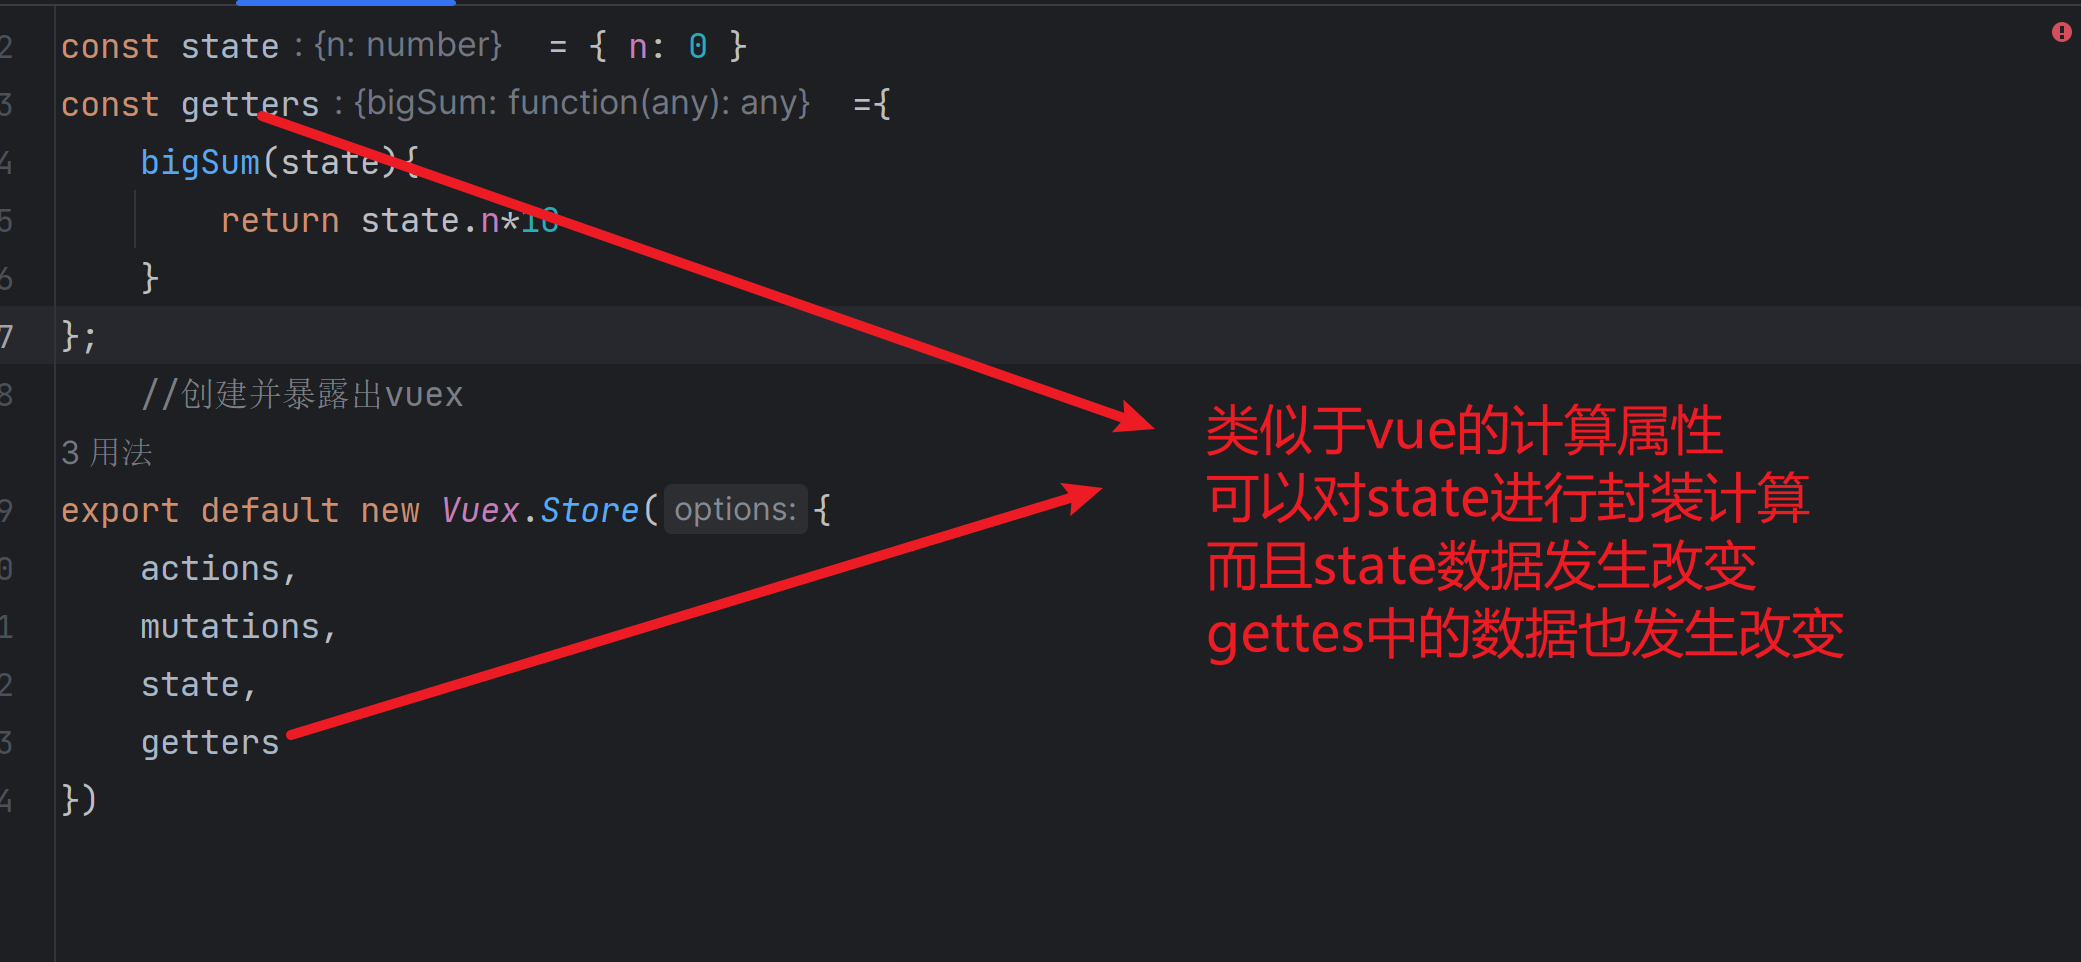 2 const state : {n: number} = { n: 0 }
3 const getters : {bigSum: function(any): any} ={
4 bigSum(state){
5 return state.n*10
6 }
7 };
8 //创建并暴露出vuex
3 用法
9 export default new Vuex.Store( options: {
0 actions,
1 mutations,
2 state,
3 getters
4 })
类似于vue的计算属性
可以对state进行封装计算
而且state数据发生改变
gettes中的数据也发生改变